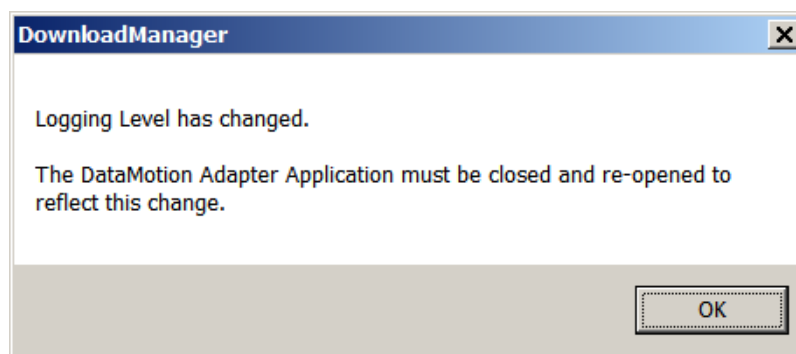 DownloadManager
Logging Level has changed.
The DataMotion Adapter Application must be closed and re-opened to
reflect this change.
OK